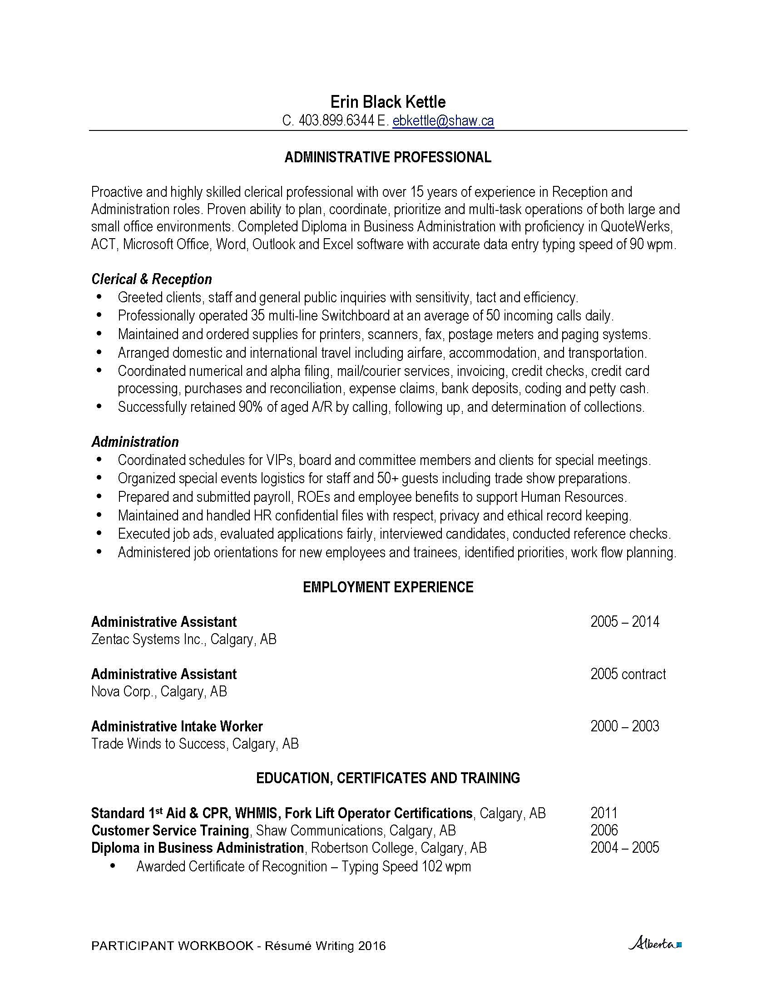 Erin Black Kettle
C. 403.899.6344 E. ebkettle@shaw.ca
ADMINISTRATIVE PROFESSIONAL
Proactive and highly skilled clerical professional with over 15 years of experience in Reception and
Administration roles. Proven ability to plan, coordinate, prioritize and multi-task operations of both large and
small office environments. Completed Diploma in Business Administration with proficiency in QuoteWerks,
ACT, Microsoft Office, Word, Outlook and Excel software with accurate data entry typing speed of 90 wpm.
Clerical & Reception
• Greeted clients, staff and general public inquiries with sensitivity, tact and efficiency.
• Professionally operated 35 multi-line Switchboard at an average of 50 incoming calls daily.
• Maintained and ordered supplies for printers, scanners, fax, postage meters and paging systems.
• Arranged domestic and international travel including airfare, accommodation, and transportation.
• Coordinated numerical and alpha filing, mail/courier services, invoicing, credit checks, credit card
processing, purchases and reconciliation, expense claims, bank deposits, coding and petty cash.
• Successfully retained 90% of aged A/R by calling, following up, and determination of collections.
Administration
• Coordinated schedules for VIPs, board and committee members and clients for special meetings.
• Organized special events logistics for staff and 50+ guests including trade show preparations.
• Prepared and submitted payroll, ROEs and employee benefits to support Human Resources.
• Maintained and handled HR confidential files with respect, privacy and ethical record keeping.
• Executed job ads, evaluated applications fairly, interviewed candidates, conducted reference checks.
• Administered job orientations for new employees and trainees, identified priorities, work flow planning.
EMPLOYMENT EXPERIENCE
Administrative Assistant 2005 – 2014
Zentac Systems Inc., Calgary, AB
Administrative Assistant 2005 contract
Nova Corp., Calgary, AB
Administrative Intake Worker 2000 – 2003
Trade Winds to Success, Calgary, AB
EDUCATION, CERTIFICATES AND TRAINING
Standard 1st Aid & CPR, WHMIS, Fork Lift Operator Certifications, Calgary, AB 2011
Customer Service Training, Shaw Communications, Calgary, AB 2006
Diploma in Business Administration, Robertson College, Calgary, AB 2004 – 2005
• Awarded Certificate of Recognition – Typing Speed 102 wpm
PARTICIPANT WORKBOOK - Résumé Writing 2016 Alberta